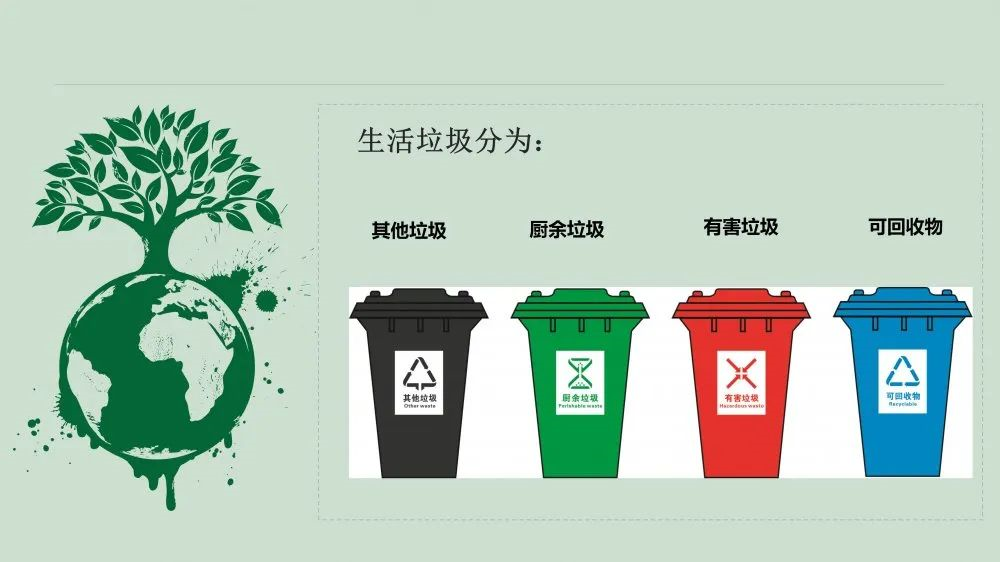 生活垃圾分为：
其他垃圾
厨余垃圾
有害垃圾
可回收物
其他垃圾
Other waste
厨余垃圾
Perishable waste
有害垃圾
Hazardous waste
可回收物
Recyclable